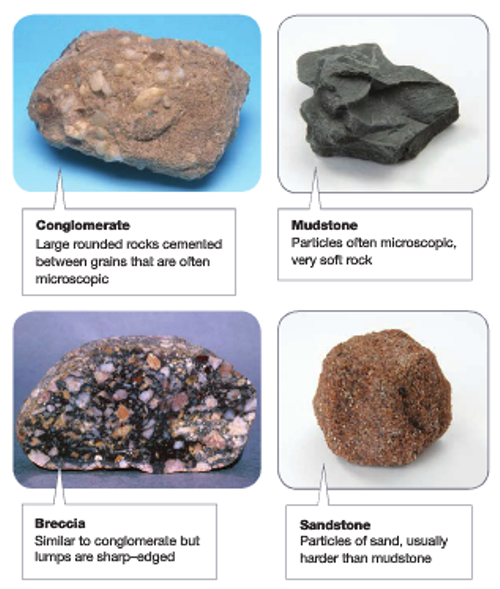 Conglomerate
Large rounded rocks cemented
between grains that are often
microscopic
Mudstone
Particles often microscopic,
very soft rock
Breccia
Similar to conglomerate but
lumps are sharp–edged
Sandstone
Particles of sand, usually
harder than mudstone